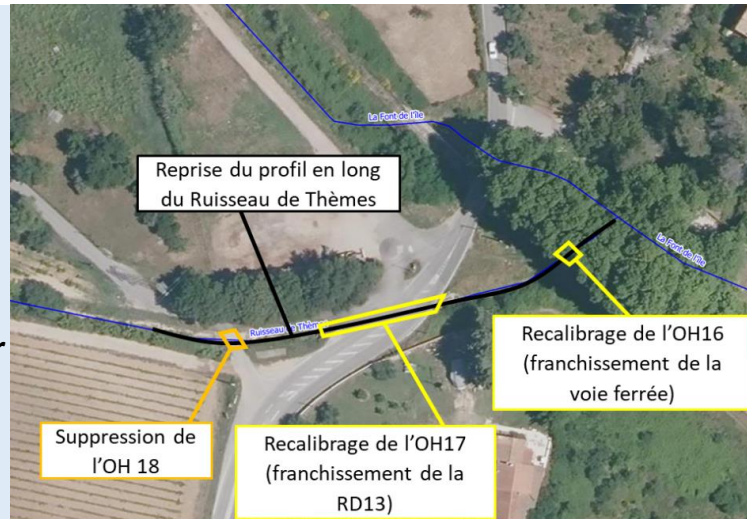 La Font de l'île
Reprise du profil en long
du Ruisseau de Thèmes
La Font de l'île
Ruisseau de Thèmes
r
Recalibrage de l'OH16
(franchissement de la
voie ferrée)
Suppression de
l'OH 18
Recalibrage de l'OH17
(franchissement de la
RD13)